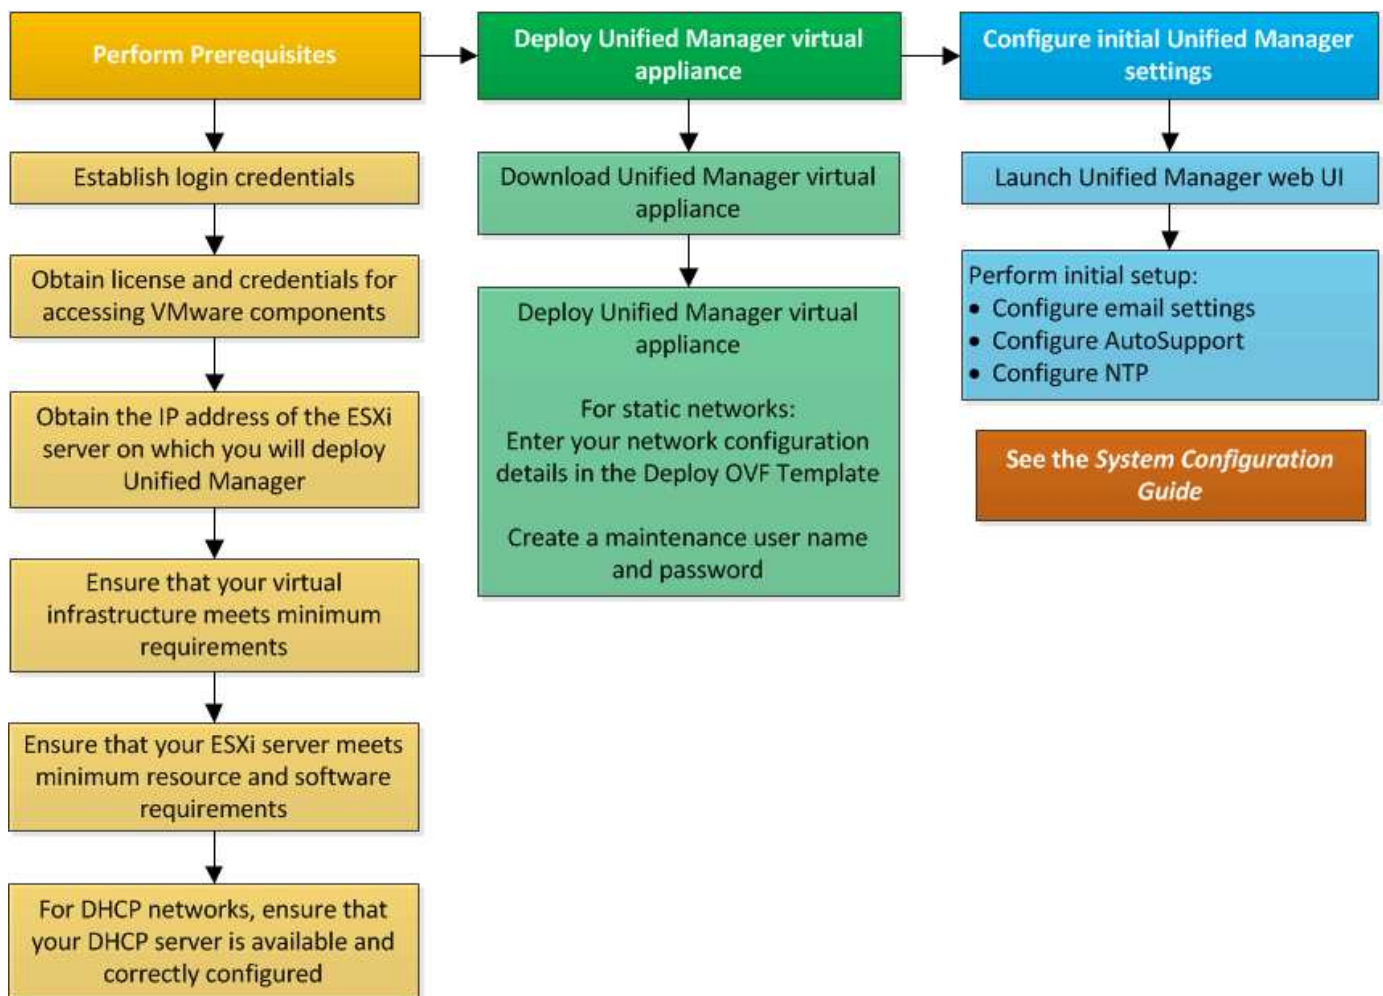 Perform Prerequisites
Establish login credentials
Obtain license and credentials for
accessing VMware components
Obtain the IP address of the ESXi
server on which you will deploy
Unified Manager
Ensure that your virtual
infrastructure meets minimum
requirements
Ensure that your ESXi server meets
minimum resource and software
requirements
For DHCP networks, ensure that
your DHCP server is available and
correctly configured
Deploy Unified Manager virtual
appliance
Download Unified Manager virtual
appliance
Deploy Unified Manager virtual
appliance
For static networks:
Enter your network configuration
details in the Deploy OVF Template
Create a maintenance user name
and password
Configure initial Unified Manager
settings
Launch Unified Manager web UI
Perform initial setup:
• Configure email settings
• Configure AutoSupport
• Configure NTP
See the System Configuration
Guide